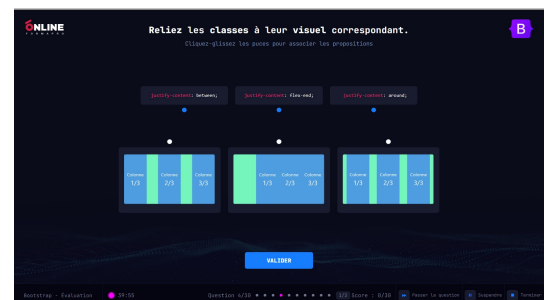 ONLINE
FORMAPRO
Reliez les classes à leur visuel correspondant.
Cliquez-glissez les puces pour associer les propositions
B
justify-content: between;
justify-content: flex-end;
justify-content: around;
Colonne 1/3
Colonne 2/3
Colonne 3/3
Colonne 1/3
Colonne 2/3
Colonne 3/3
Colonne 1/3
Colonne 2/3
Colonne 3/3
VALIDER
Bootstrap - Évaluation
Question 4/10
Score : 0/10
Passer la question
Suspendre
Terminer